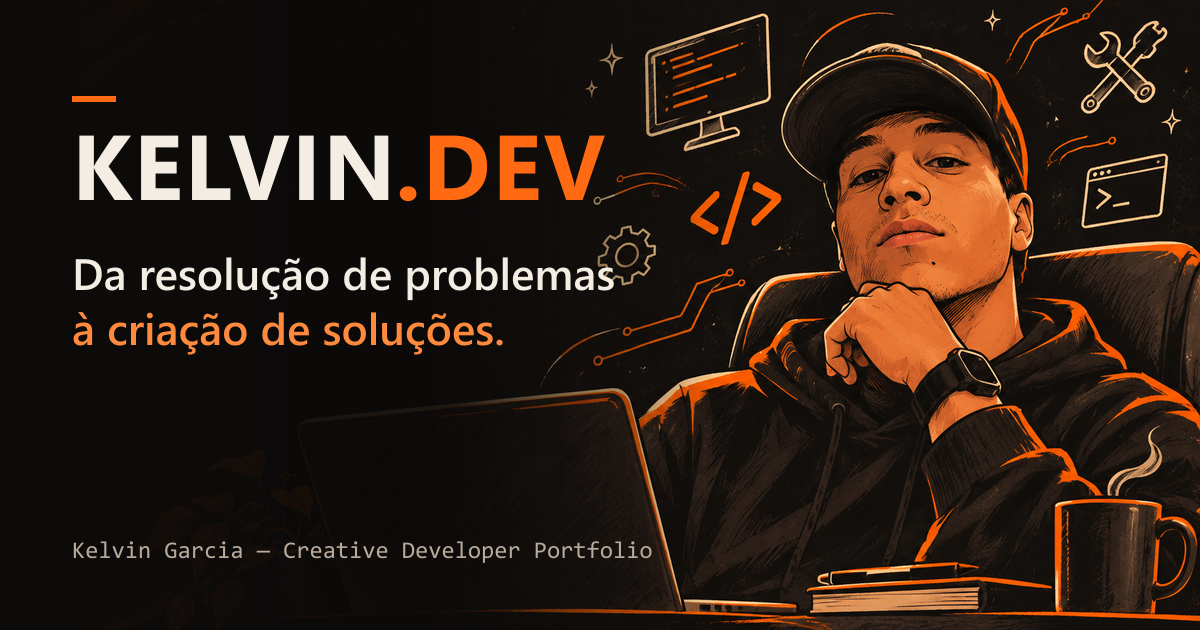 KELVIN.DEV
Da resolução de problemas
à criação de soluções.
Kelvin Garcia — Creative Developer Portfolio